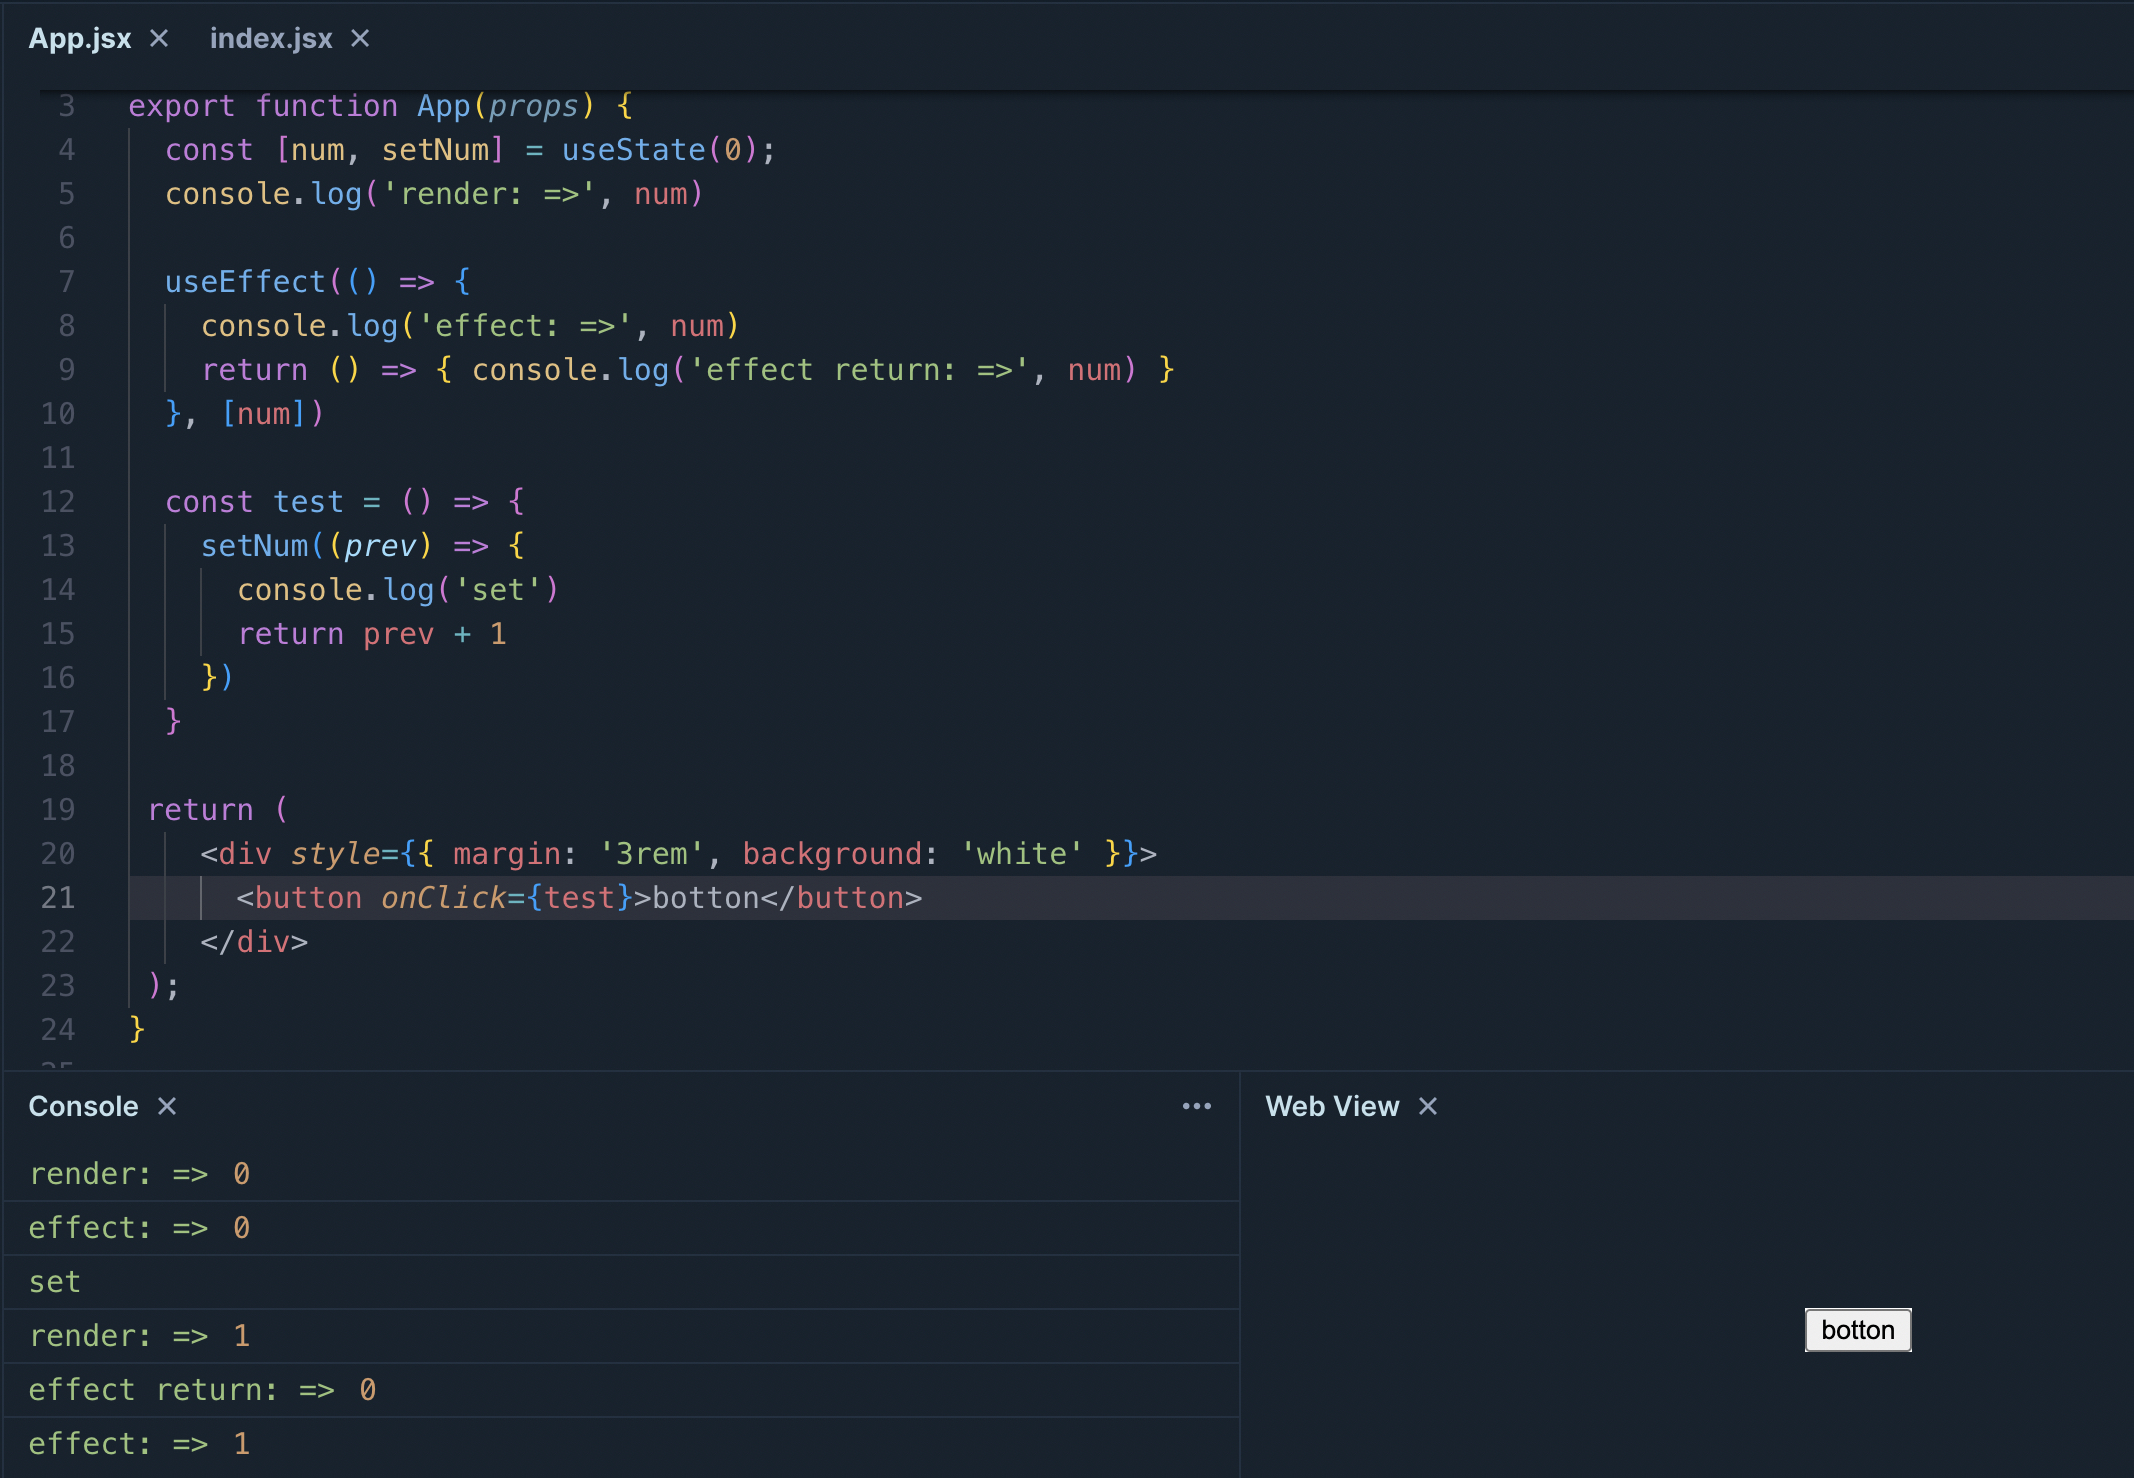 App.jsx × index.jsx ×
3 export function App(props) {
4 const [num, setNum] = useState(0);
5 console.log('render: =>', num)
6
7 useEffect(() => {
8 console.log('effect: =>', num)
9 return () => { console.log('effect return: =>', num) }
10 }, [num])
11
12 const test = () => {
13 setNum((prev) => {
14 console.log('set')
15 return prev + 1
16 })
17 }
18
19 return (
20 <div style={{ margin: '3rem', background: 'white' }}>
21 <button onClick={test}>botton</button>
22 </div>
23 );
24 }
Console × ··· Web View ×
render: => 0
effect: => 0
set
render: => 1
botton
effect return: => 0
effect: => 1